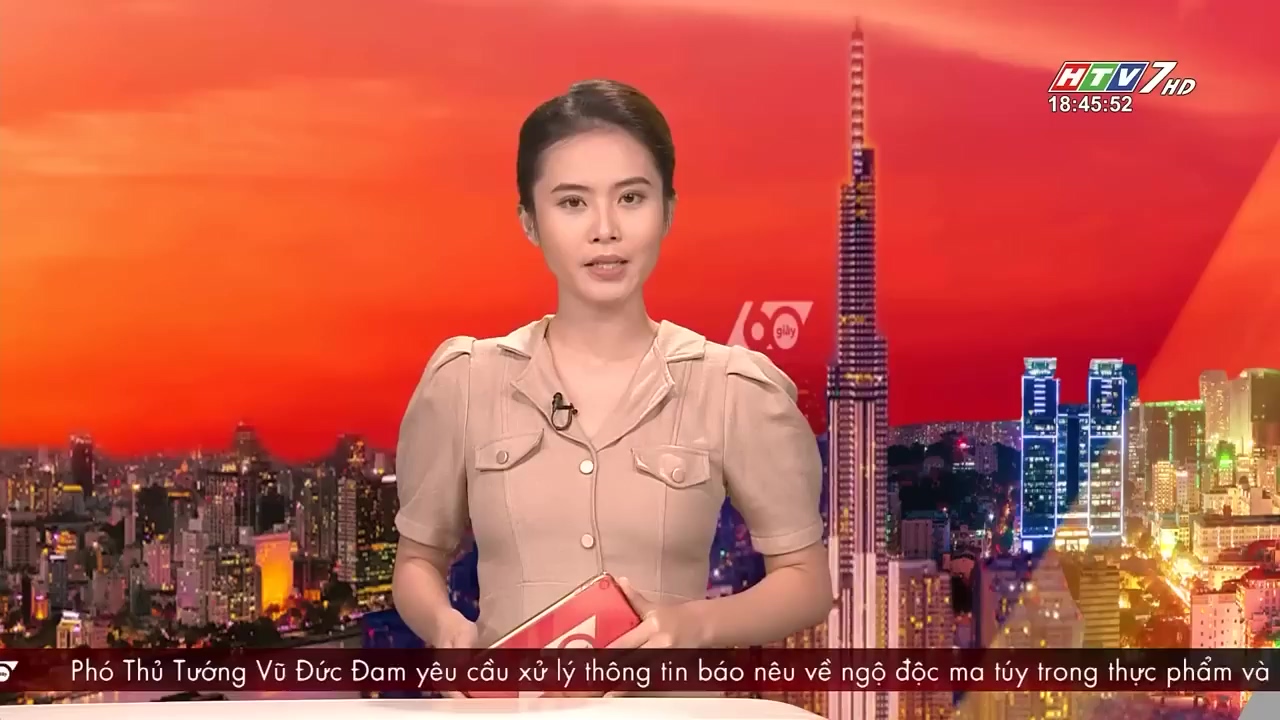 HTV7 HD
18:45:52
60 giây
Phó Thủ Tướng Vũ Đức Đam yêu cầu xử lý thông tin báo nêu về ngộ độc ma túy trong thực phẩm và